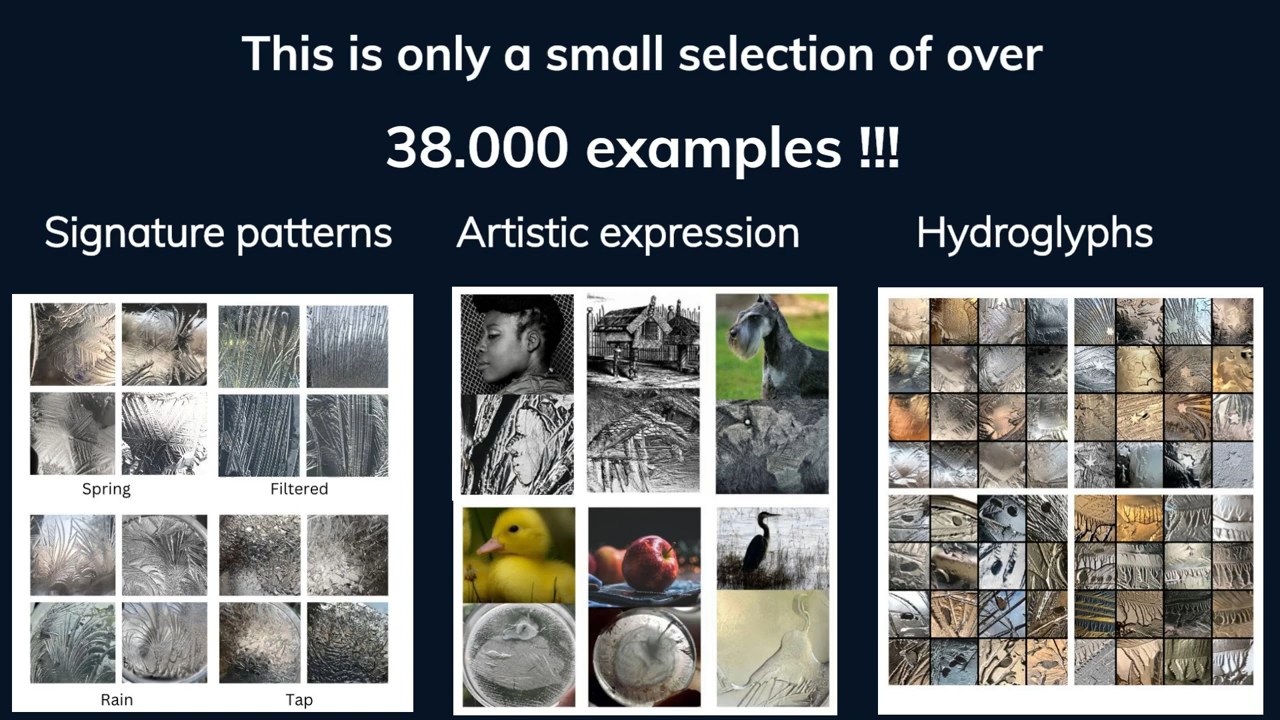 This is only a small selection of over
38.000 examples !!!
Signature patterns
Artistic expression
Hydroglyphs
Spring
Filtered
Rain
Tap